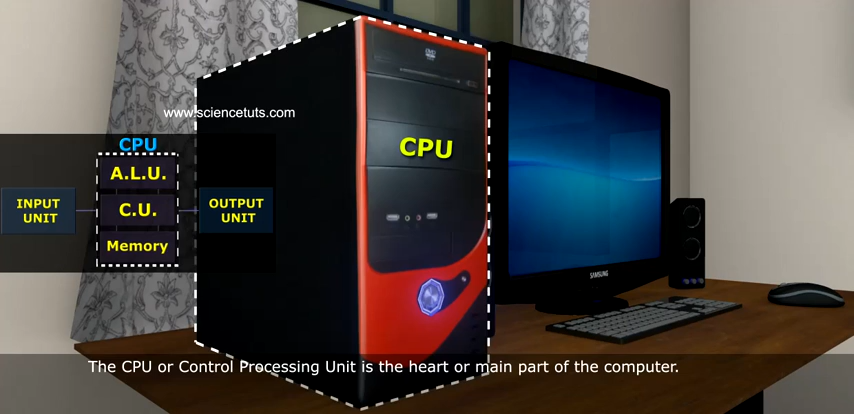 www.sciencetuts.com
CPU
CPU
A.L.U.
C.U.
Memory
INPUT
UNIT
OUTPUT
UNIT
SAMSUNG
The CPU or Control Processing Unit is the heart or main part of the computer.